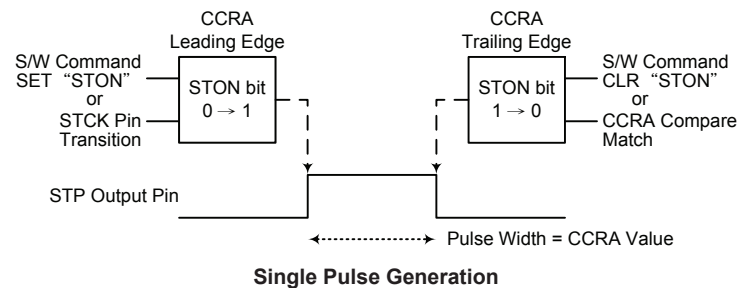 CCRA
Leading Edge
CCRA
Trailing Edge
S/W Command
SET “STON”
or
STCK Pin
Transition
STON bit
0 → 1
STON bit
1 → 0
S/W Command
CLR “STON”
or
CCRA Compare
Match
STP Output Pin
Pulse Width = CCRA Value
Single Pulse Generation